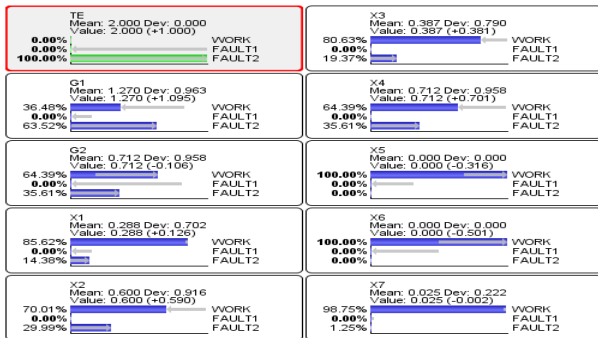 TE
Mean: 2.000 Dev: 0.000
Value: 2.000 (+1.000)
0.00% WORK
0.00% FAULT1
100.00% FAULT2
G1
Mean: 1.270 Dev: 0.963
Value: 1.270 (+1.095)
36.48% WORK
0.00% FAULT1
63.52% FAULT2
G2
Mean: 0.712 Dev: 0.958
Value: 0.712 (-0.106)
64.39% WORK
0.00% FAULT1
35.61% FAULT2
X1
Mean: 0.288 Dev: 0.702
Value: 0.288 (+0.126)
85.62% WORK
0.00% FAULT1
14.38% FAULT2
X2
Mean: 0.600 Dev: 0.916
Value: 0.600 (+0.590)
70.01% WORK
0.00% FAULT1
29.99% FAULT2
X3
Mean: 0.387 Dev: 0.790
Value: 0.387 (+0.381)
80.63% WORK
0.00% FAULT1
19.37% FAULT2
X4
Mean: 0.712 Dev: 0.958
Value: 0.712 (+0.701)
64.39% WORK
0.00% FAULT1
35.61% FAULT2
X5
Mean: 0.000 Dev: 0.000
Value: 0.000 (-0.316)
100.00% WORK
0.00% FAULT1
0.00% FAULT2
X6
Mean: 0.000 Dev: 0.000
Value: 0.000 (-0.501)
100.00% WORK
0.00% FAULT1
0.00% FAULT2
X7
Mean: 0.025 Dev: 0.222
Value: 0.025 (-0.002)
98.75% WORK
0.00% FAULT1
1.25% FAULT2